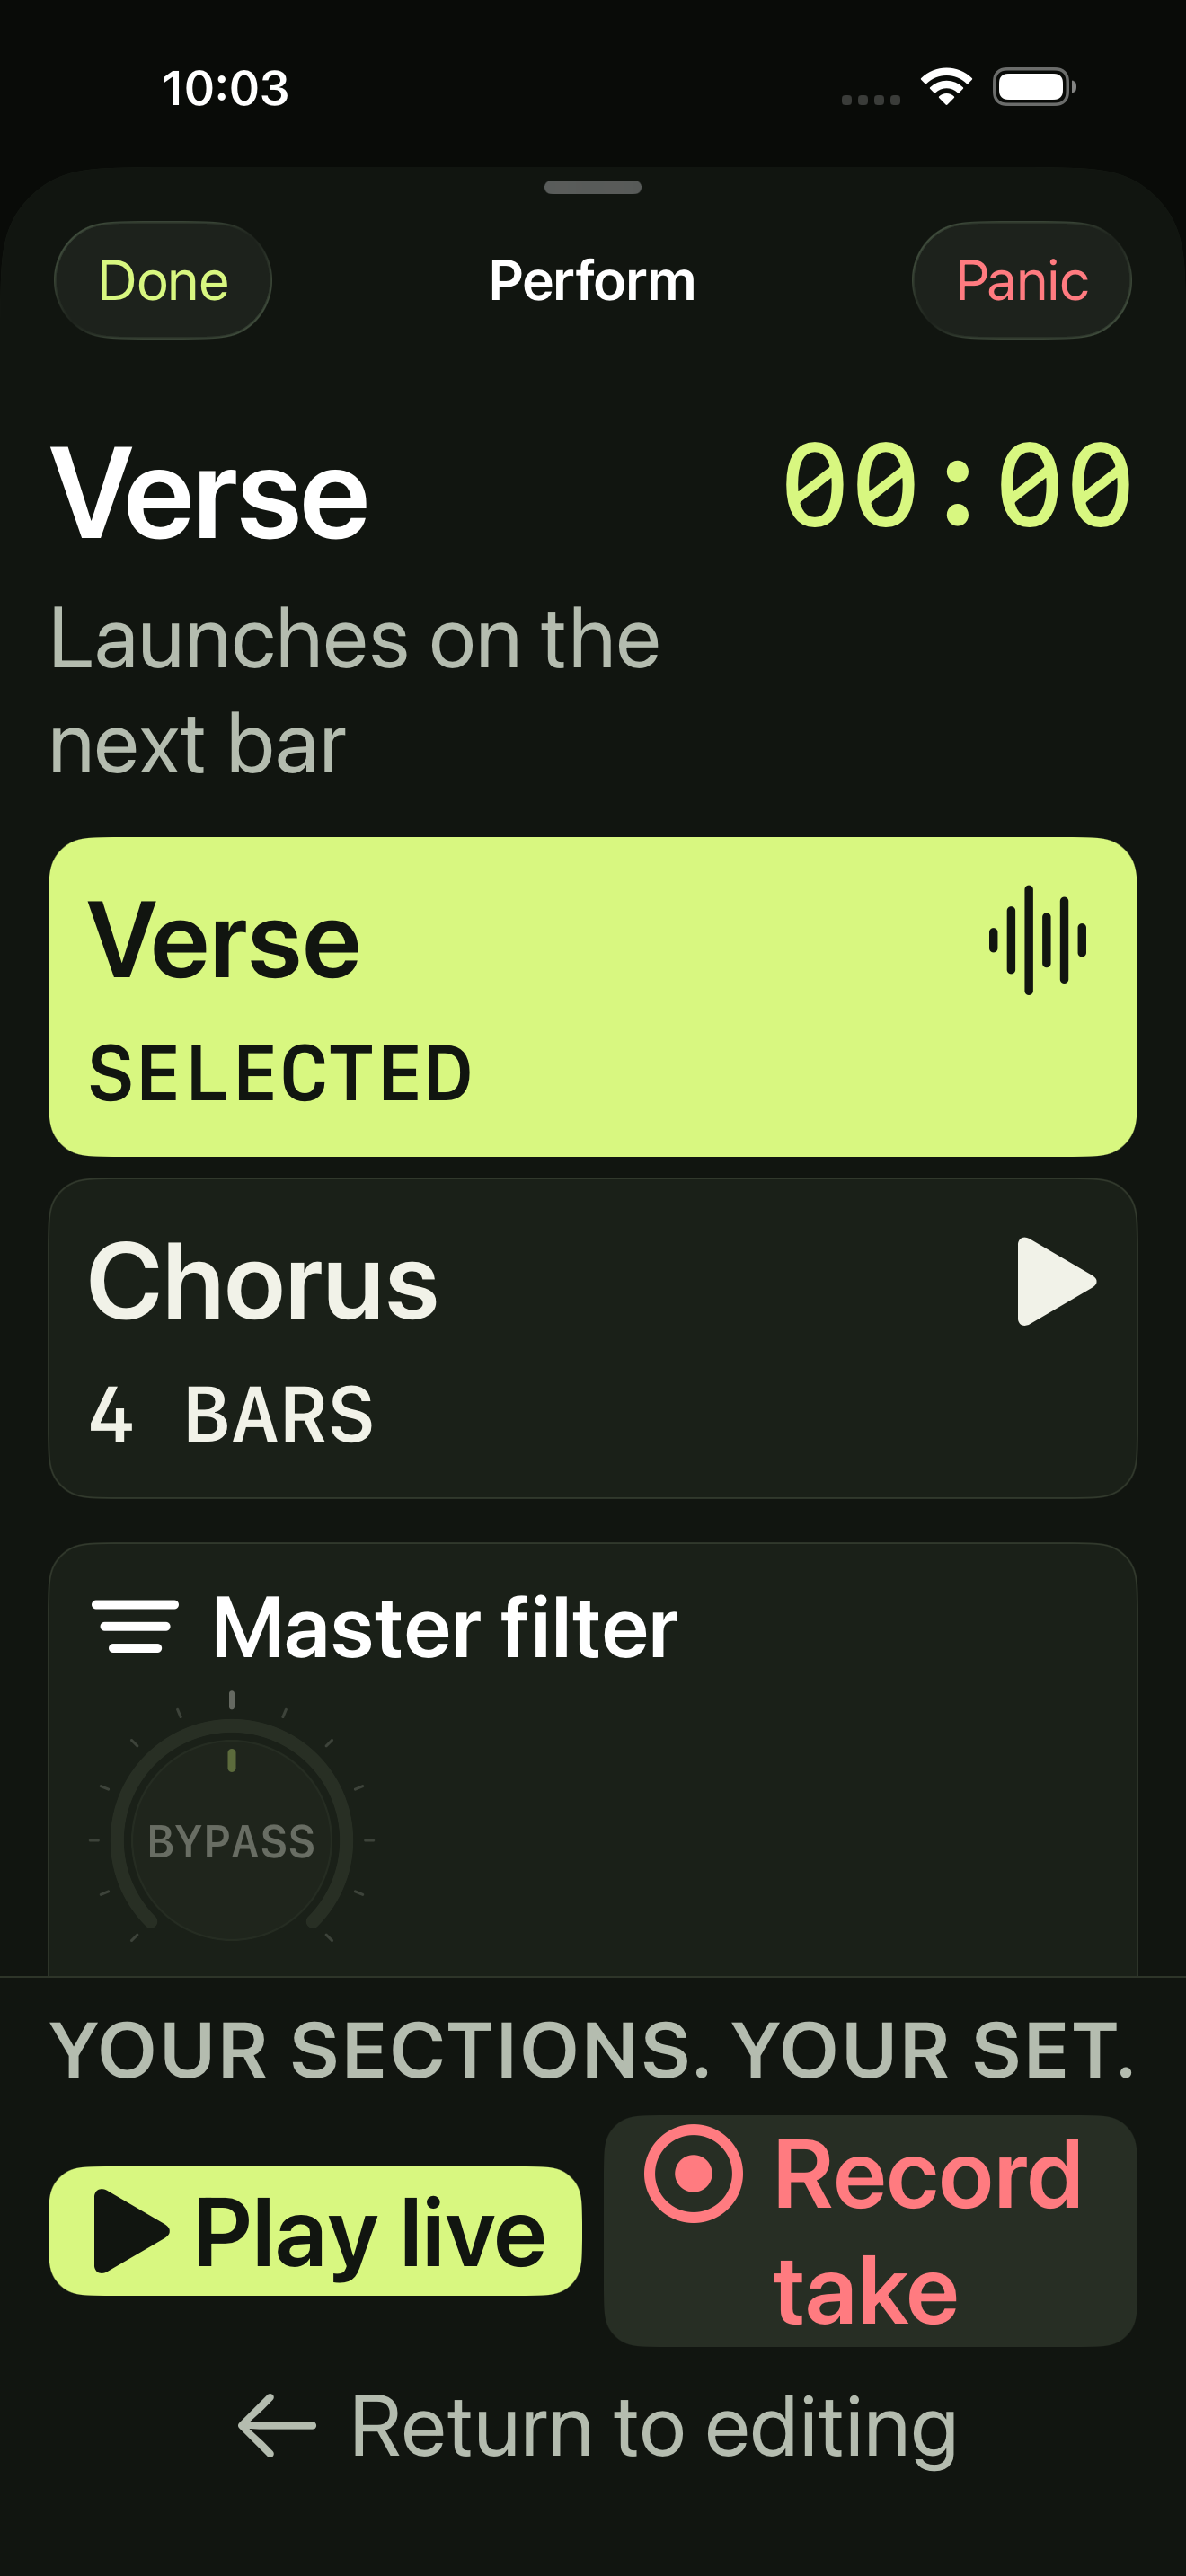 10:03
Done
Perform
Panic
Verse
00:00
Launches on the
next bar
Verse
SELECTED
Chorus
4 BARS
Master filter
BYPASS
YOUR SECTIONS. YOUR SET.
Play live
Record
take
Return to editing